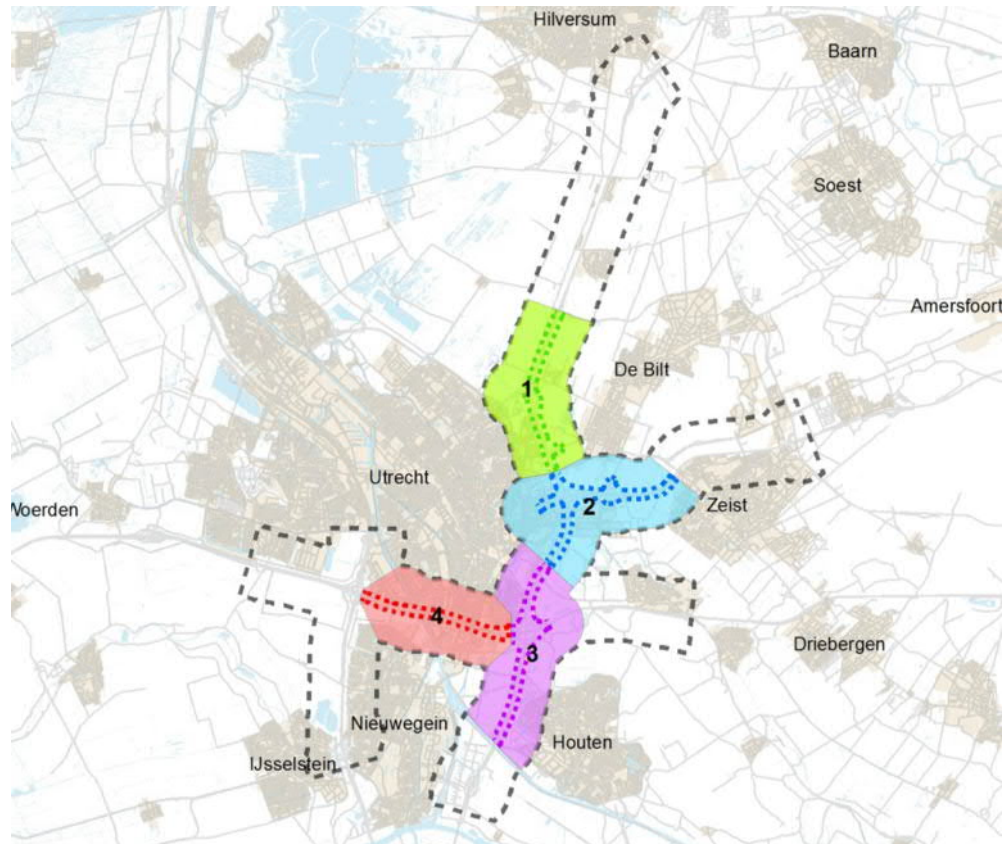 Hilversum
Baarn
Soest
Amersfoort
De Bilt
1
Utrecht
Zeist
2
Woerden
4
3
Driebergen
Nieuwegein
Houten
IJsselstein